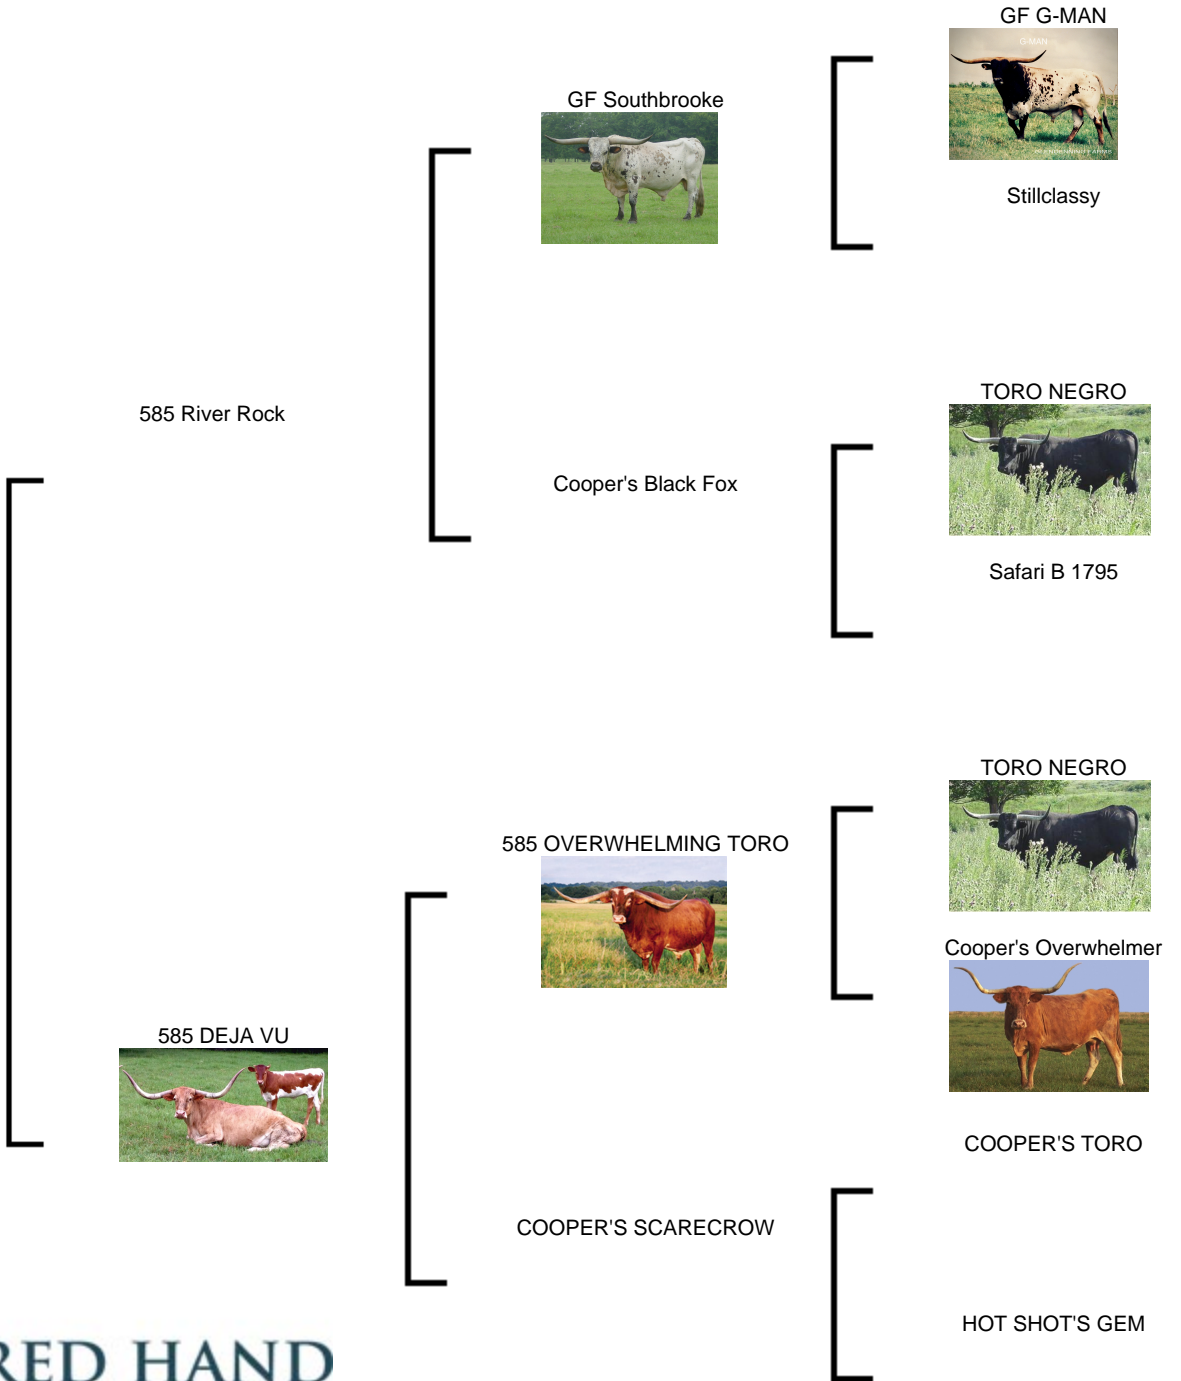 GF G-MAN
G-MAN
GF Southbrooke
Stillclassy
TORO NEGRO
585 River Rock
Cooper's Black Fox
Safari B 1795
TORO NEGRO
585 OVERWHELMING TORO
Cooper's Overwhelmer
585 DEJA VU
COOPER'S TORO
COOPER'S SCARECROW
HOT SHOT'S GEM
RED HAND